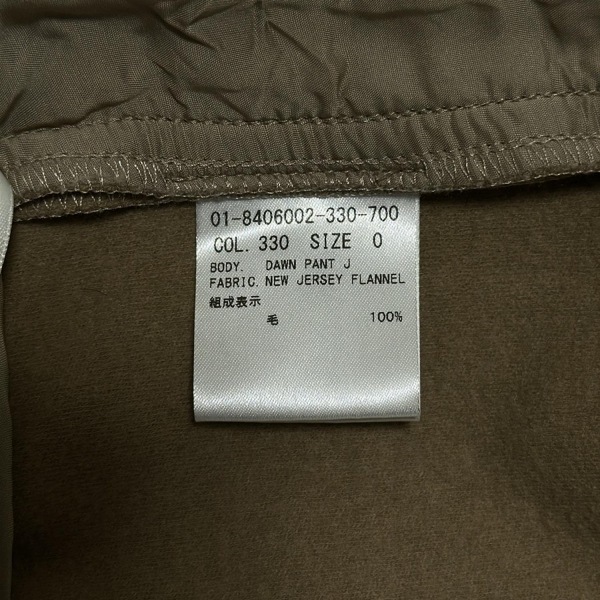 01-8406002-330-700
COL. 330 SIZE 0
BODY. DAWN PANT J
FABRIC. NEW JERSEY FLANNEL
組成表示
毛 100%